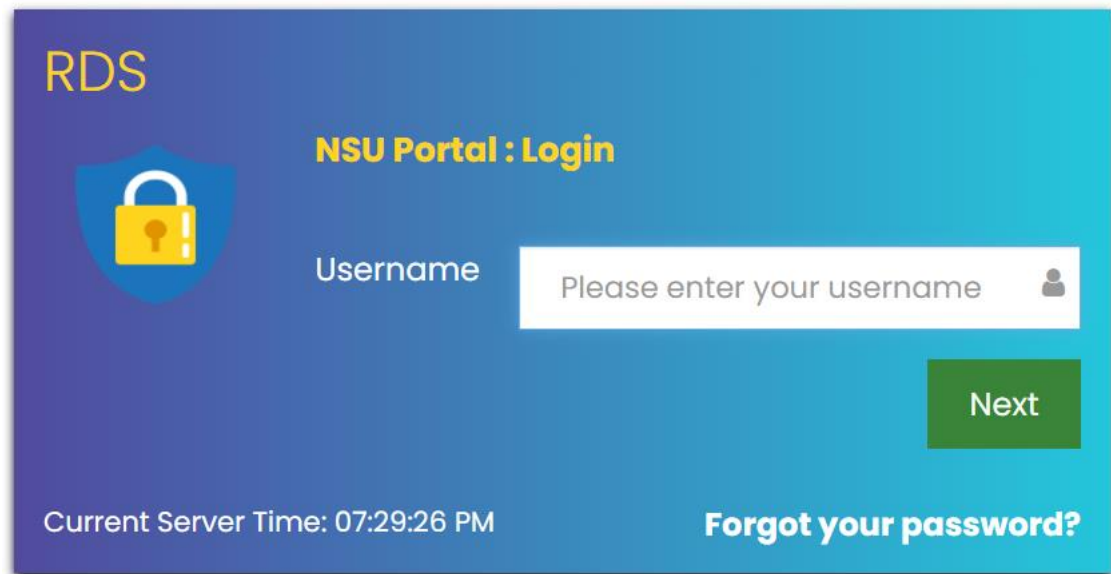 RDS
NSU Portal : Login
Username
Please enter your username
Next
Current Server Time: 07:29:26 PM
Forgot your password?